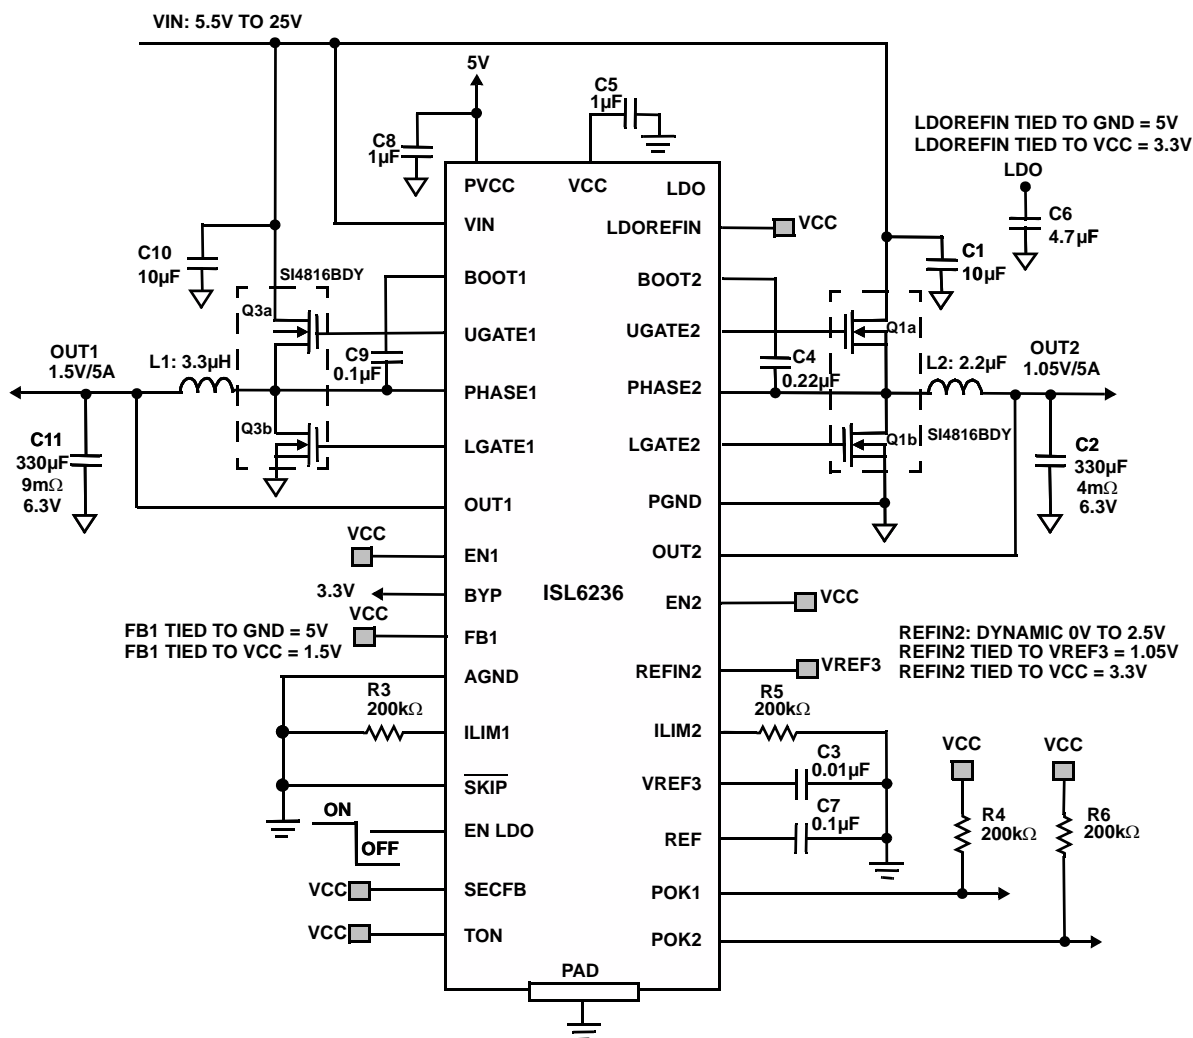 VIN: 5.5V TO 25V
5V
C5
1µF
C8
1µF
LDOREFIN TIED TO GND = 5V
LDOREFIN TIED TO VCC = 3.3V
LDO
C6
4.7µF
PVCC
VCC
LDO
VIN
LDOREFIN
VCC
C10
10µF
SI4816BDY
BOOT1
BOOT2
C1
10µF
Q3a
UGATE1
UGATE2
Q1a
OUT1
1.5V/5A
L1: 3.3µH
C9
0.1µF
PHASE1
PHASE2
C4
0.22µF
L2: 2.2µF
OUT2
1.05V/5A
Q3b
LGATE1
LGATE2
Q1b
SI4816BDY
C11
330µF
9mΩ
6.3V
C2
330µF
4mΩ
6.3V
OUT1
PGND
OUT2
VCC
EN1
3.3V
BYP
ISL6236
EN2
VCC
VCC
FB1
FB1 TIED TO GND = 5V
FB1 TIED TO VCC = 1.5V
REFIN2: DYNAMIC 0V TO 2.5V
REFIN2 TIED TO VREF3 = 1.05V
REFIN2 TIED TO VCC = 3.3V
AGND
REFIN2
VREF3
R3
200kΩ
ILIM1
ILIM2
R5
200kΩ
C3
0.01µF
SKIP
VREF3
VCC
VCC
ON
OFF
EN LDO
REF
C7
0.1µF
R4
200kΩ
R6
200kΩ
VCC
SECFB
POK1
VCC
TON
POK2
PAD